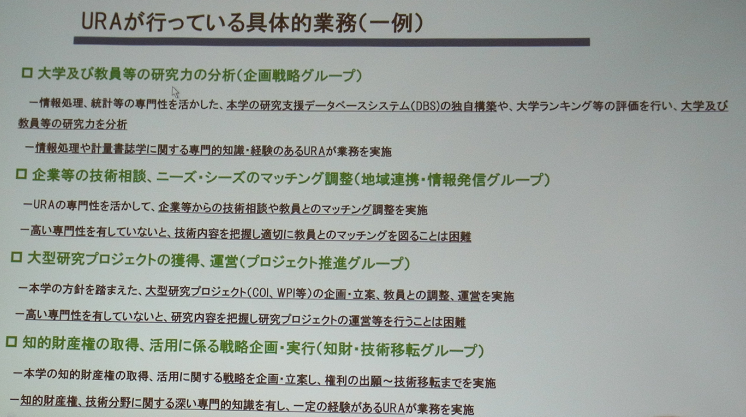 URAが行っている具体的業務(一例)
□ 大学及び教員等の研究力の分析(企画戦略グループ)
－情報処理、統計等の専門性を活かした、本学の研究支援データベースシステム(DBS)の独自構築や、大学ランキング等の評価を行い、大学及び
教員等の研究力を分析
－情報処理や計量書誌学に関する専門的知識・経験のあるURAが業務を実施
□ 企業等の技術相談、ニーズ・シーズのマッチング調整(地域連携・情報発信グループ)
－URAの専門性を活かして、企業等からの技術相談や教員とのマッチング調整を実施
－高い専門性を有していないと、技術内容を把握し適切に教員とのマッチングを図ることは困難
□ 大型研究プロジェクトの獲得、運営(プロジェクト推進グループ)
－本学の方針を踏まえた、大型研究プロジェクト(COI、WPI等)の企画・立案、教員との調整、運営を実施
－高い専門性を有していないと、研究内容を把握し研究プロジェクトの運営等を行うことは困難
□ 知的財産権の取得、活用に係る戦略企画・実行(知財・技術移転グループ)
－本学の知的財産権の取得、活用に関する戦略を企画・立案し、権利の出願～技術移転までを実施
－知的財産権、技術分野に関する深い専門的知識を有し、一定の経験があるURAが業務を実施